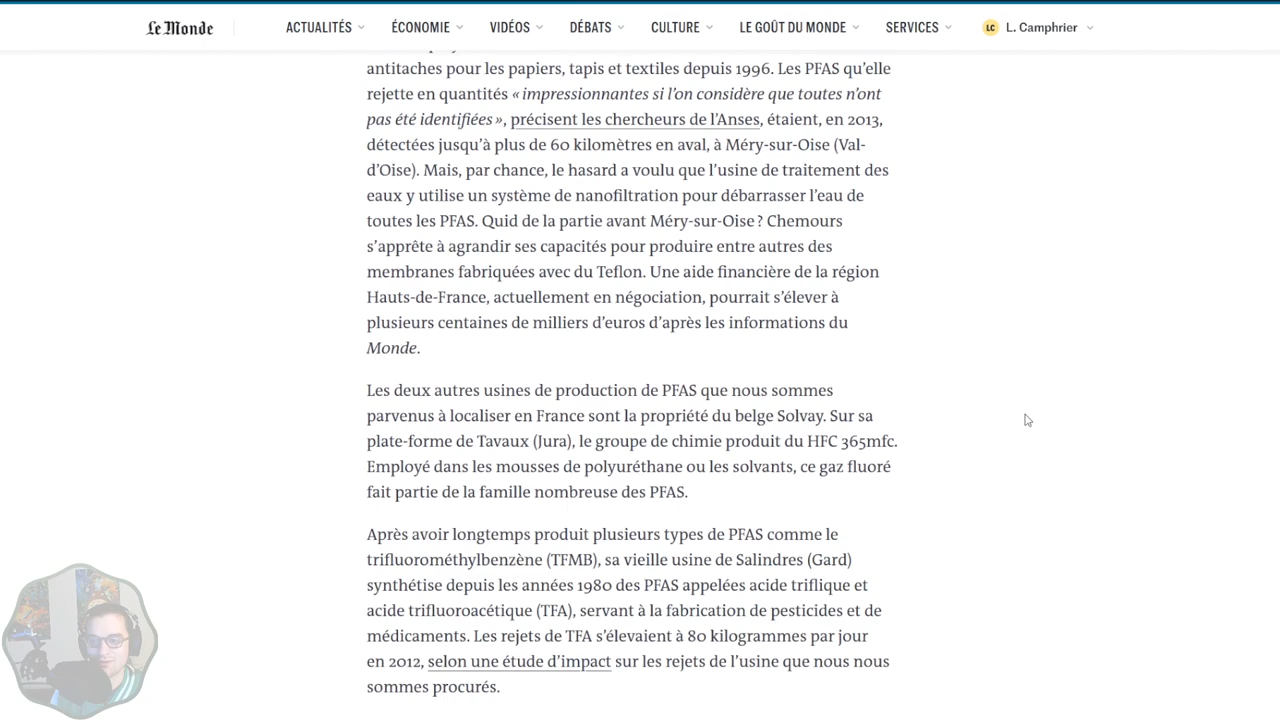 Le Monde
ACTUALITÉS
ÉCONOMIE
VIDÉOS
DÉBATS
CULTURE
LE GOÛT DU MONDE
SERVICES
LC
L. Camphrier
antitaches pour les papiers, tapis et textiles depuis 1996. Les PFAS qu’elle
rejette en quantités « impressionnantes si l’on considère que toutes n’ont
pas été identifiées », précisent les chercheurs de l’Anses, étaient, en 2013,
détectées jusqu’à plus de 60 kilomètres en aval, à Méry-sur-Oise (Val-
d’Oise). Mais, par chance, le hasard a voulu que l’usine de traitement des
eaux y utilise un système de nanofiltration pour débarrasser l’eau de
toutes les PFAS. Quid de la partie avant Méry-sur-Oise ? Chemours
s’apprête à agrandir ses capacités pour produire entre autres des
membranes fabriquées avec du Teflon. Une aide financière de la région
Hauts-de-France, actuellement en négociation, pourrait s’élever à
plusieurs centaines de milliers d’euros d’après les informations du
Monde.
Les deux autres usines de production de PFAS que nous sommes
parvenus à localiser en France sont la propriété du belge Solvay. Sur sa
plate-forme de Tavaux (Jura), le groupe de chimie produit du HFC 365mfc.
Employé dans les mousses de polyuréthane ou les solvants, ce gaz fluoré
fait partie de la famille nombreuse des PFAS.
Après avoir longtemps produit plusieurs types de PFAS comme le
trifluorométhylbenzène (TFMB), sa vieille usine de Salindres (Gard)
synthétise depuis les années 1980 des PFAS appelées acide triflique et
acide trifluoroacétique (TFA), servant à la fabrication de pesticides et de
médicaments. Les rejets de TFA s’élevaient à 80 kilogrammes par jour
en 2012, selon une étude d’impact sur les rejets de l’usine que nous nous
sommes procurés.